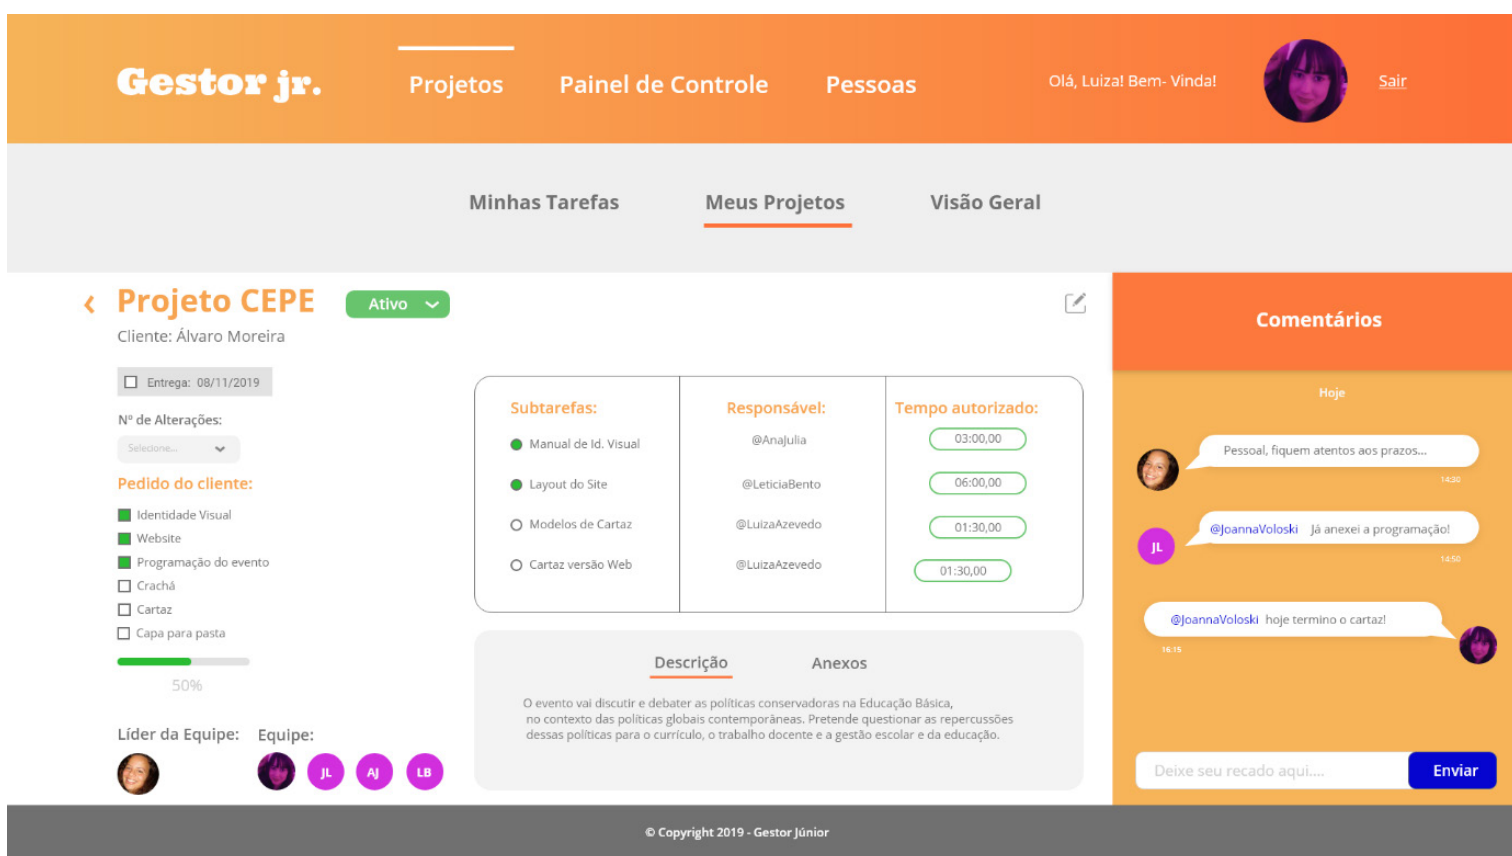 Gestor jr.
Projetos
Painel de Controle
Pessoas
Olá, Luiza! Bem- Vinda!
Sair
Minhas Tarefas
Meus Projetos
Visão Geral
Projeto CEPE
Ativo
Cliente: Álvaro Moreira
Entrega: 08/11/2019
Nº de Alterações:
Selecione...
Pedido do cliente:
Identidade Visual
Website
Programação do evento
Crachá
Cartaz
Capa para pasta
50%
Líder da Equipe:
Equipe:
JL
AJ
LB
Subtarefas:
Responsável:
Tempo autorizado:
Manual de Id. Visual
@AnaJulia
03:00,00
Layout do Site
@LeticiaBento
06:00,00
Modelos de Cartaz
@LuizaAzevedo
01:30,00
Cartaz versão Web
@LuizaAzevedo
01:30,00
Descrição
Anexos
O evento vai discutir e debater as políticas conservadoras na Educação Básica,
no contexto das políticas globais contemporâneas. Pretende questionar as repercussões
dessas políticas para o currículo, o trabalho docente e a gestão escolar e da educação.
Comentários
Hoje
Pessoal, fiquem atentos aos prazos...
14:30
JL
@JoannaVoloski Já anexei a programação!
14:50
@JoannaVoloski hoje termino o cartaz!
16:15
Deixe seu recado aqui....
Enviar
© Copyright 2019 - Gestor Júnior